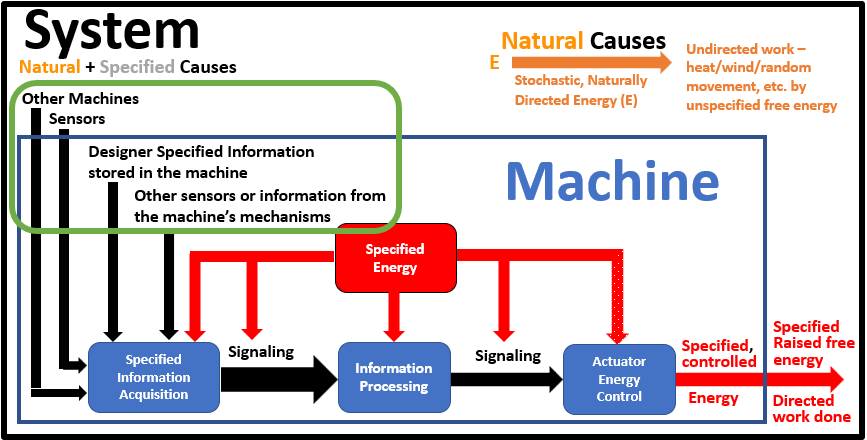 System
Natural + Specified Causes
Natural Causes
E
Stochastic, Naturally
Directed Energy (E)
Undirected work –
heat/wind/random
movement, etc. by
unspecified free energy
Other Machines
Sensors
Designer Specified Information
stored in the machine
Other sensors or information from
the machine's mechanisms
Machine
Specified
Energy
Specified
Information
Acquisition
Signaling
Information
Processing
Signaling
Actuator
Energy
Control
Specified,
controlled
Energy
Specified
Raised free
energy
Directed
work done